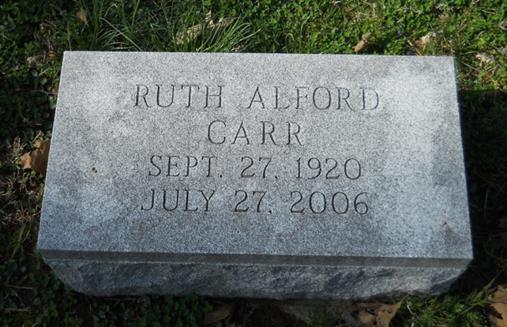 RUTH ALFORD
CARR
SEPT. 27, 1920
JULY 27, 2006